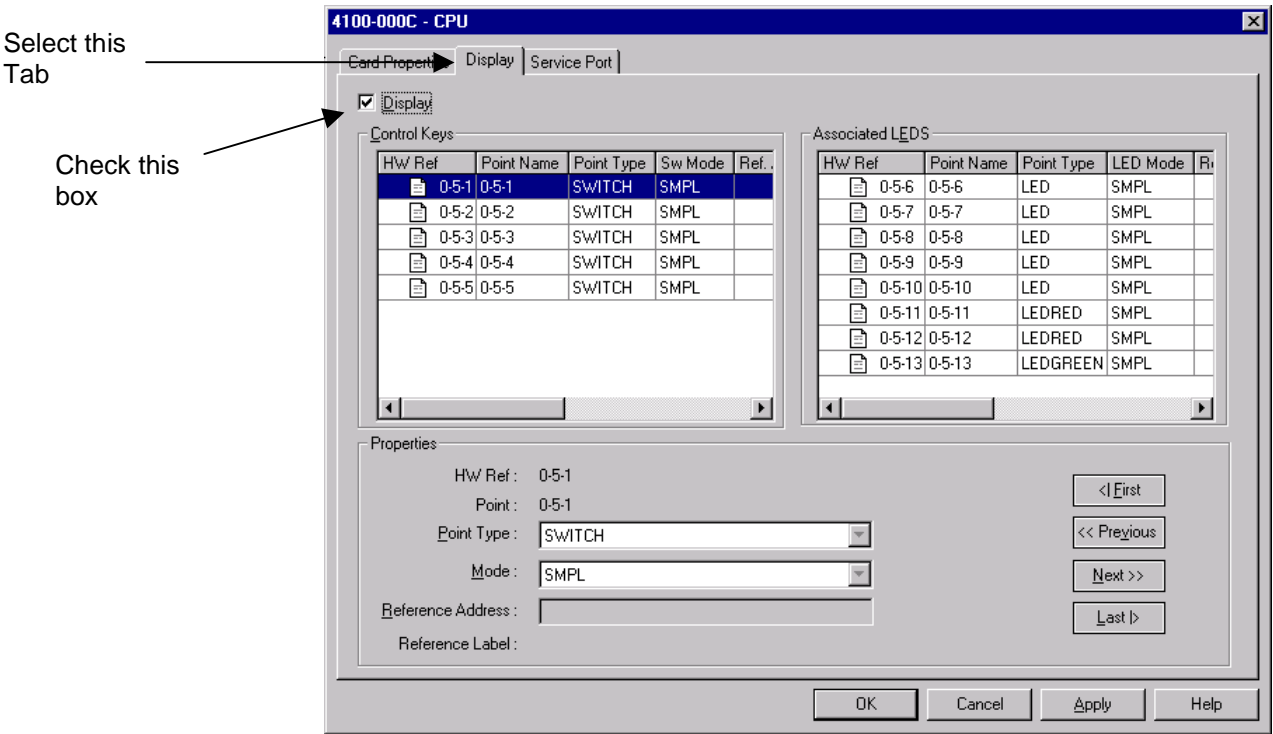 4100-000C - CPU
Select this
Tab
Card Properties Display Service Port
Display
Check this
box
Control Keys
HW Ref Point Name Point Type Sw Mode Ref. .
0-5-1 0-5-1 SWITCH SMPL
0-5-2 0-5-2 SWITCH SMPL
0-5-3 0-5-3 SWITCH SMPL
0-5-4 0-5-4 SWITCH SMPL
0-5-5 0-5-5 SWITCH SMPL
Associated LEDS
HW Ref Point Name Point Type LED Mode
0-5-6 0-5-6 LED SMPL
0-5-7 0-5-7 LED SMPL
0-5-8 0-5-8 LED SMPL
0-5-9 0-5-9 LED SMPL
0-5-10 0-5-10 LED SMPL
0-5-11 0-5-11 LEDRED SMPL
0-5-12 0-5-12 LEDRED SMPL
0-5-13 0-5-13 LEDGREEN SMPL
Properties
HW Ref : 0-5-1
Point : 0-5-1
Point Type : SWITCH
Mode : SMPL
Reference Address :
Reference Label :
<| First
<< Previous
Next >>
Last |>
OK Cancel Apply Help